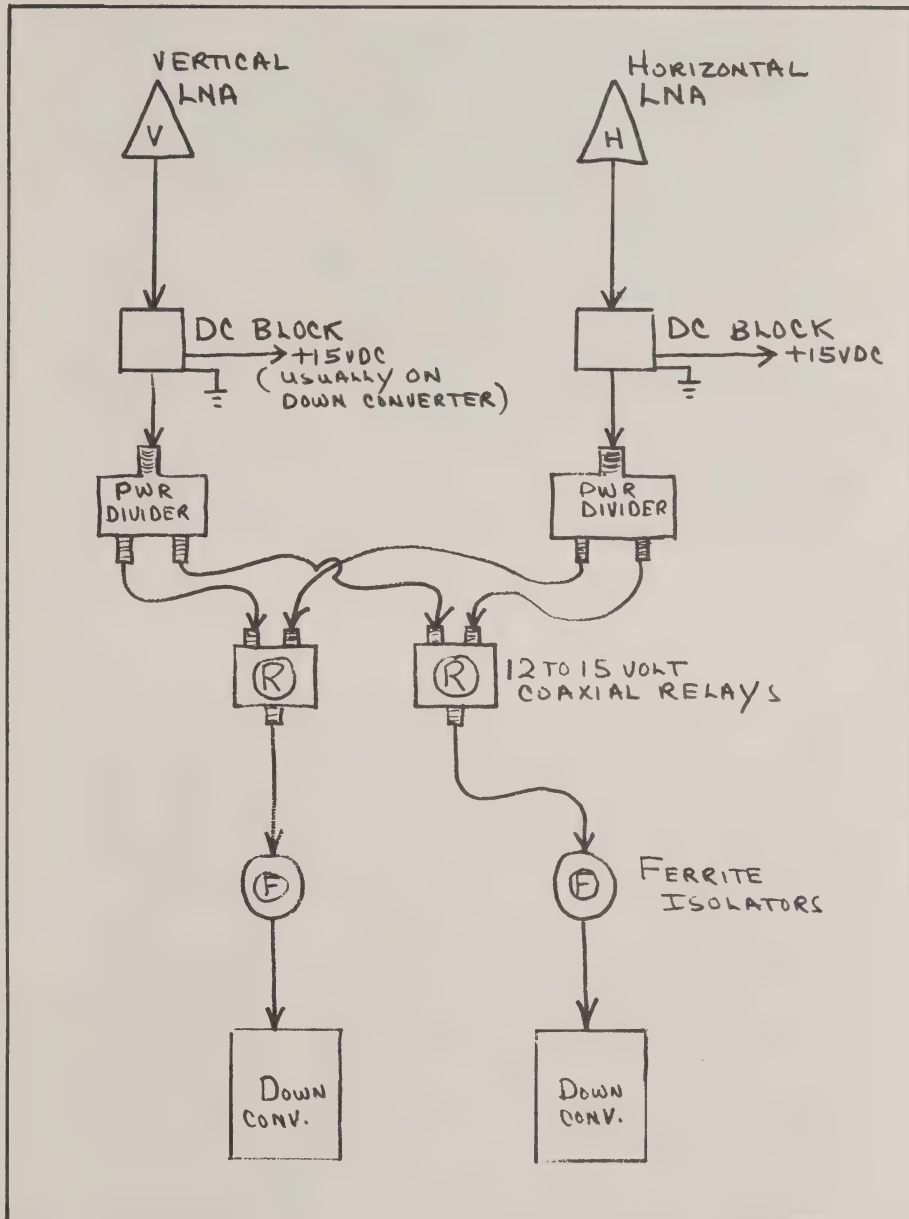 VERTICAL
LNA
HORIZONTAL
LNA
V
H
DC BLOCK
+15VDC
(USUALLY ON
DOWN CONVERTER)
DC BLOCK
+15VDC
PWR
DIVIDER
PWR
DIVIDER
R
R
12 TO 15 VOLT
COAXIAL RELAYS
F
F
FERRITE
ISOLATORS
DOWN
CONV.
DOWN
CONV.